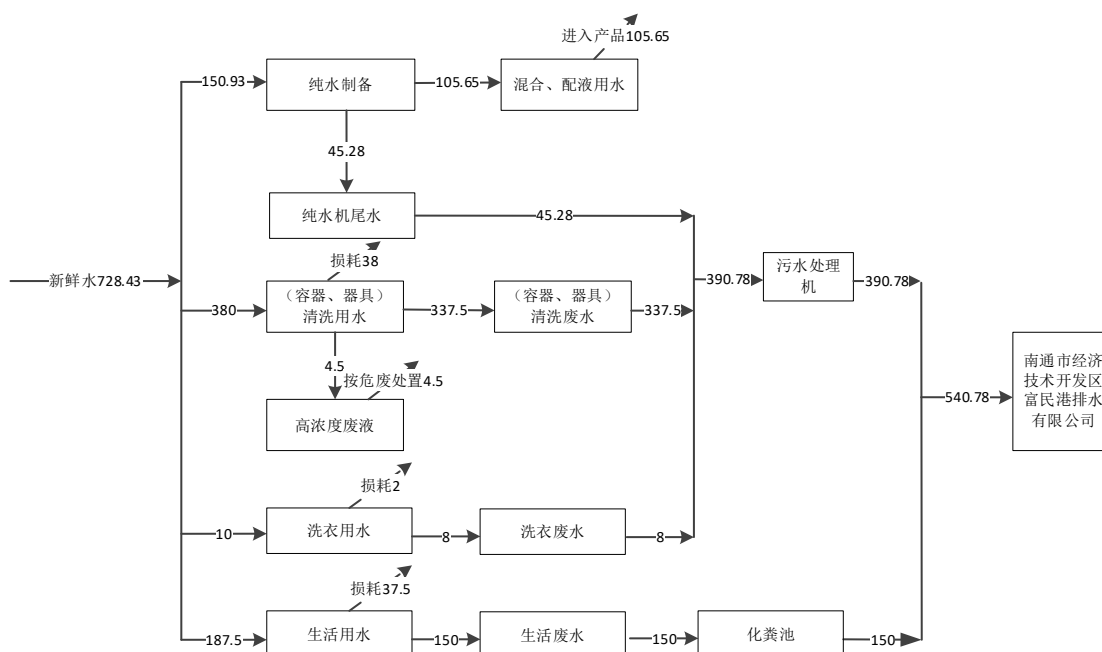 进入产品105.65
150.93
纯水制备
105.65
混合、配液用水
45.28
纯水机尾水
45.28
新鲜水728.43
损耗38
380
（容器、器具）
清洗用水
337.5
（容器、器具）
清洗废水
337.5
390.78
污水处理
机
390.78
4.5
按危废处置4.5
高浓度废液
540.78
南通市经济
技术开发区
富民港排水
有限公司
损耗2
10
洗衣用水
8
洗衣废水
8
损耗37.5
187.5
生活用水
150
生活废水
150
化粪池
150